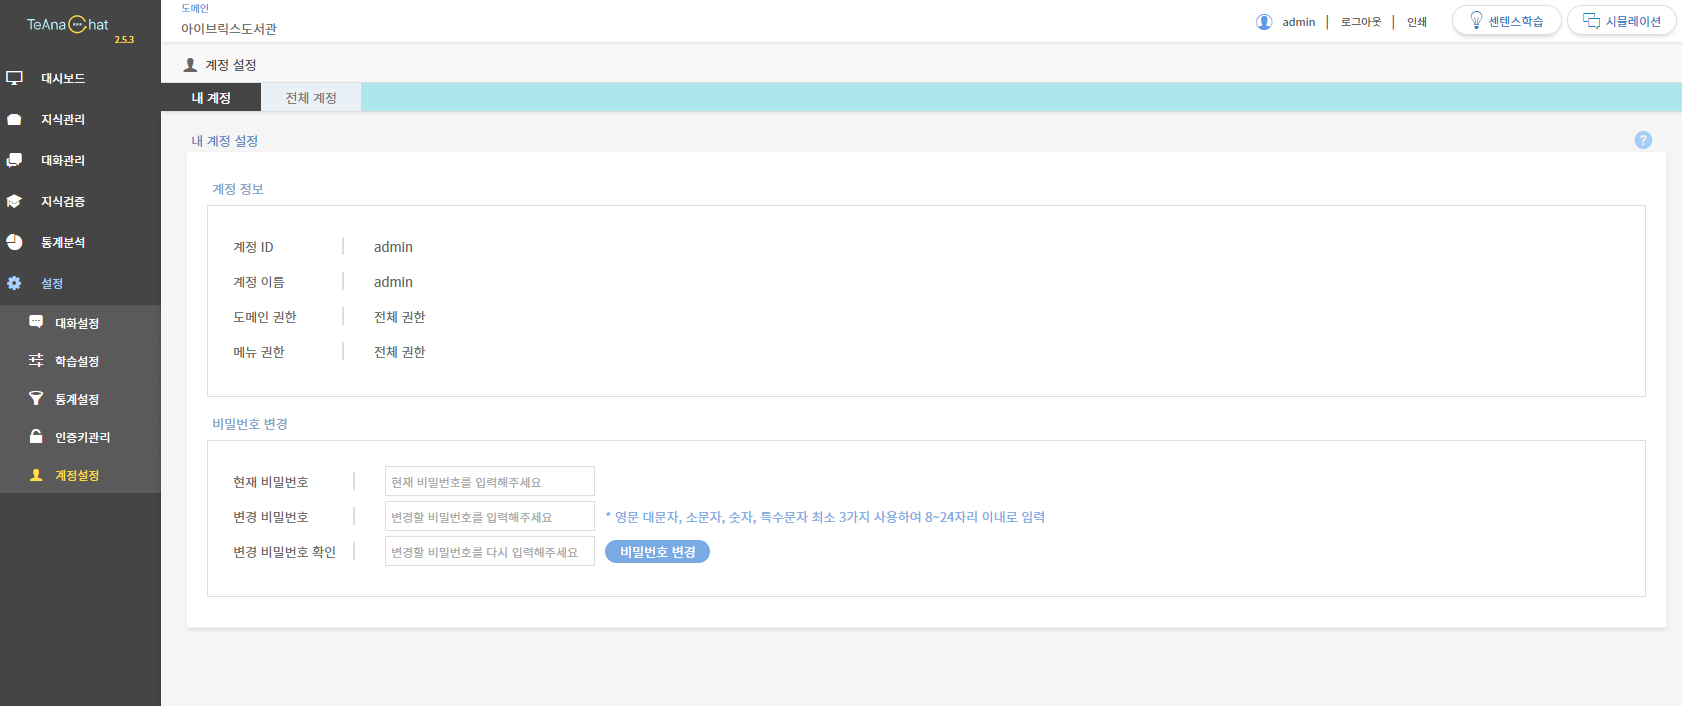 TeAna Chat
2.5.3
대시보드
지식관리
대화관리
지식검증
통계분석
설정
대화설정
학습설정
통계설정
인증키관리
계정설정
도메인
아이브릭스도서관
admin | 로그아웃 | 인쇄
센텐스학습
시뮬레이션
계정 설정
내 계정
전체 계정
내 계정 설정
?
계정 정보
계정 ID | admin
계정 이름 | admin
도메인 권한 | 전체 권한
메뉴 권한 | 전체 권한
비밀번호 변경
현재 비밀번호 | 현재 비밀번호를 입력해주세요
변경 비밀번호 | 변경할 비밀번호를 입력해주세요 * 영문 대문자, 소문자, 숫자, 특수문자 최소 3가지 사용하여 8~24자리 이내로 입력
변경 비밀번호 확인 | 변경할 비밀번호를 다시 입력해주세요 비밀번호 변경